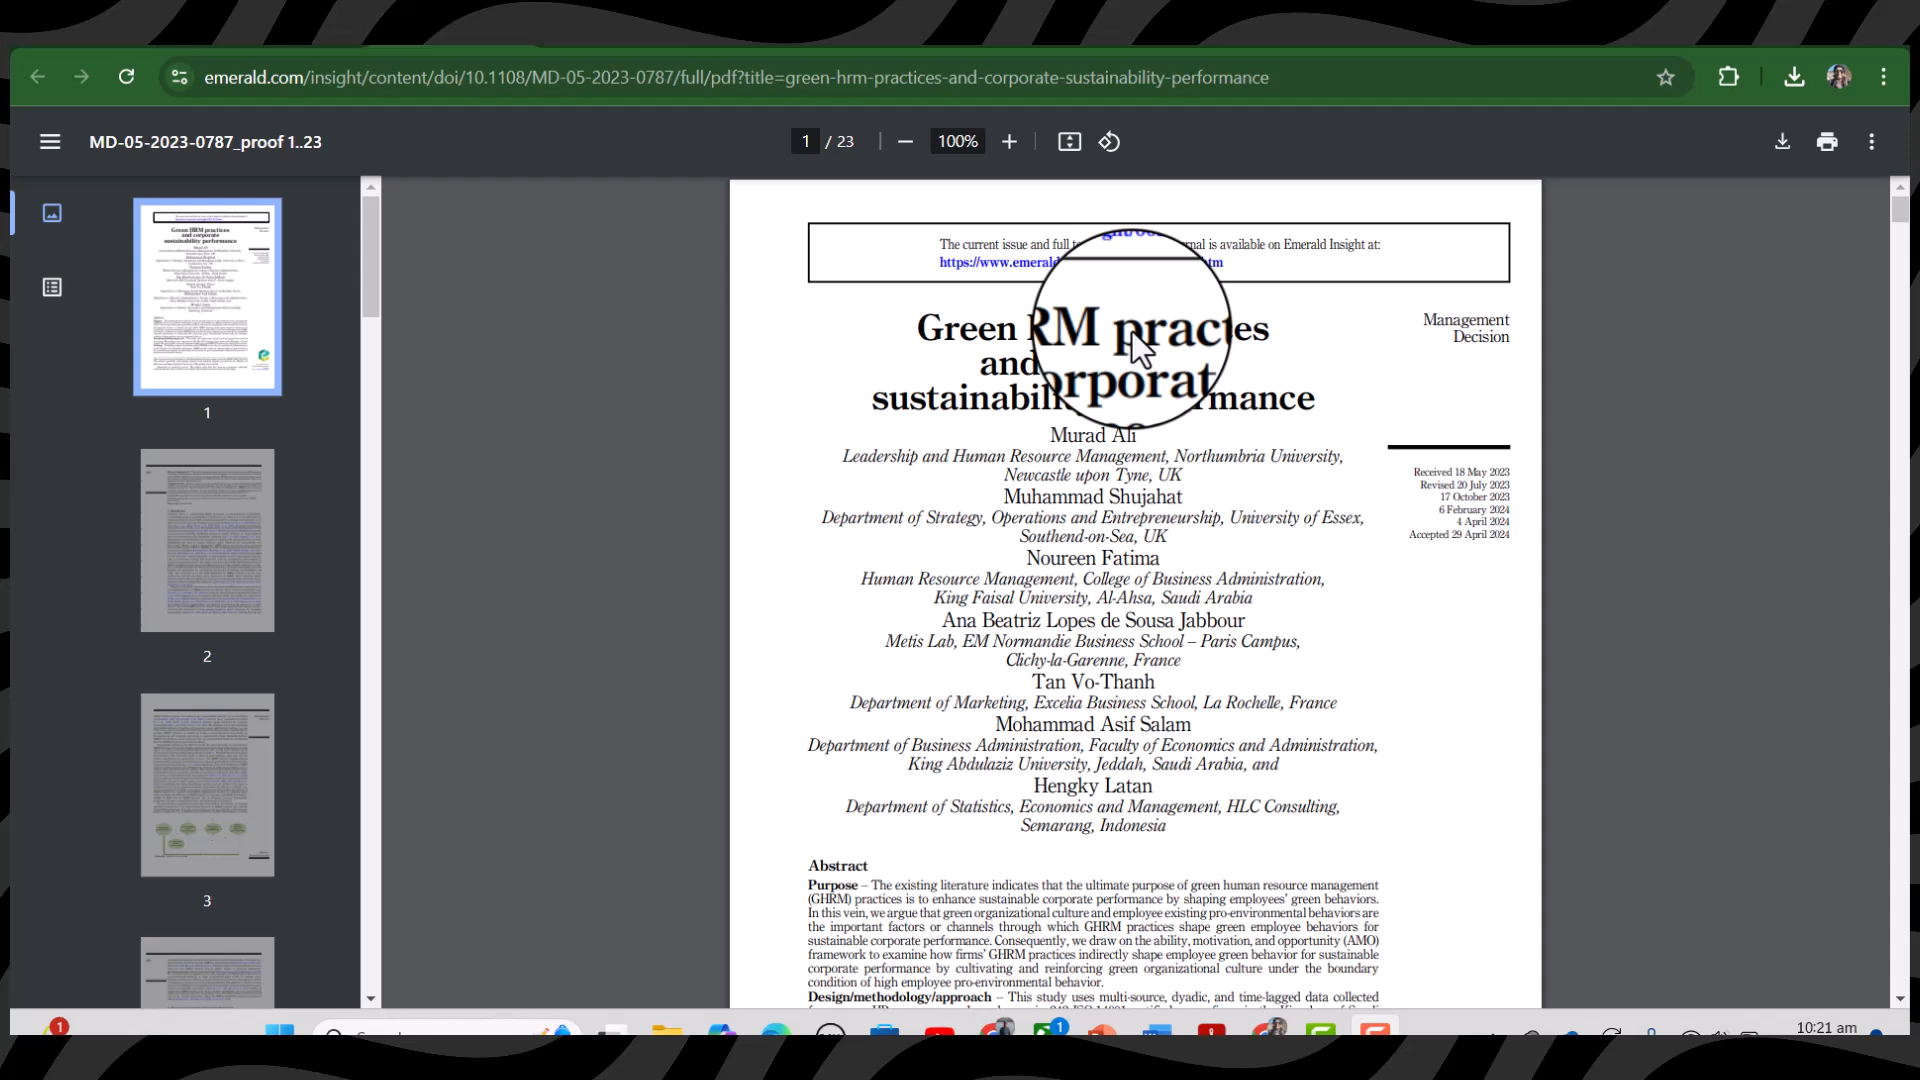 emerald.com/insight/content/doi/10.1108/MD-05-2023-0787/full/pdf?title=green-hrm-practices-and-corporate-sustainability-performance
MD-05-2023-0787_proof 1..23
1 / 23
100%
Green HRM practices
and corporate
sustainability performance
1
2
3
The current issue and full nal is available on Emerald Insight at:
https://www.emerald
Green RM practes
and orporat
sustainabil rmance
Management
Decision
Murad Ali
Leadership and Human Resource Management, Northumbria University,
Newcastle upon Tyne, UK
Muhammad Shujahat
Department of Strategy, Operations and Entrepreneurship, University of Essex,
Southend-on-Sea, UK
Noureen Fatima
Human Resource Management, College of Business Administration,
King Faisal University, Al-Ahsa, Saudi Arabia
Ana Beatriz Lopes de Sousa Jabbour
Metis Lab, EM Normandie Business School – Paris Campus,
Clichy-la-Garenne, France
Tan Vo-Thanh
Department of Marketing, Excelia Business School, La Rochelle, France
Mohammad Asif Salam
Department of Business Administration, Faculty of Economics and Administration,
King Abdulaziz University, Jeddah, Saudi Arabia, and
Hengky Latan
Department of Statistics, Economics and Management, HLC Consulting,
Semarang, Indonesia
Received 18 May 2023
Revised 20 July 2023
17 October 2023
6 February 2024
4 April 2024
Accepted 29 April 2024
Abstract
Purpose – The existing literature indicates that the ultimate purpose of green human resource management
(GHRM) practices is to enhance sustainable corporate performance by shaping employees' green behaviors.
In this vein, we argue that green organizational culture and employee existing pro-environmental behaviors are
the important factors or channels through which GHRM practices shape green employee behaviors for
sustainable corporate performance. Consequently, we draw on the ability, motivation, and opportunity (AMO)
framework to examine how firms' GHRM practices indirectly shape employee green behavior for sustainable
corporate performance by cultivating and reinforcing green organizational culture under the boundary
condition of high employee pro-environmental behavior.
Design/methodology/approach – This study uses multi-source, dyadic, and time-lagged data collected
1
1
10:21 am